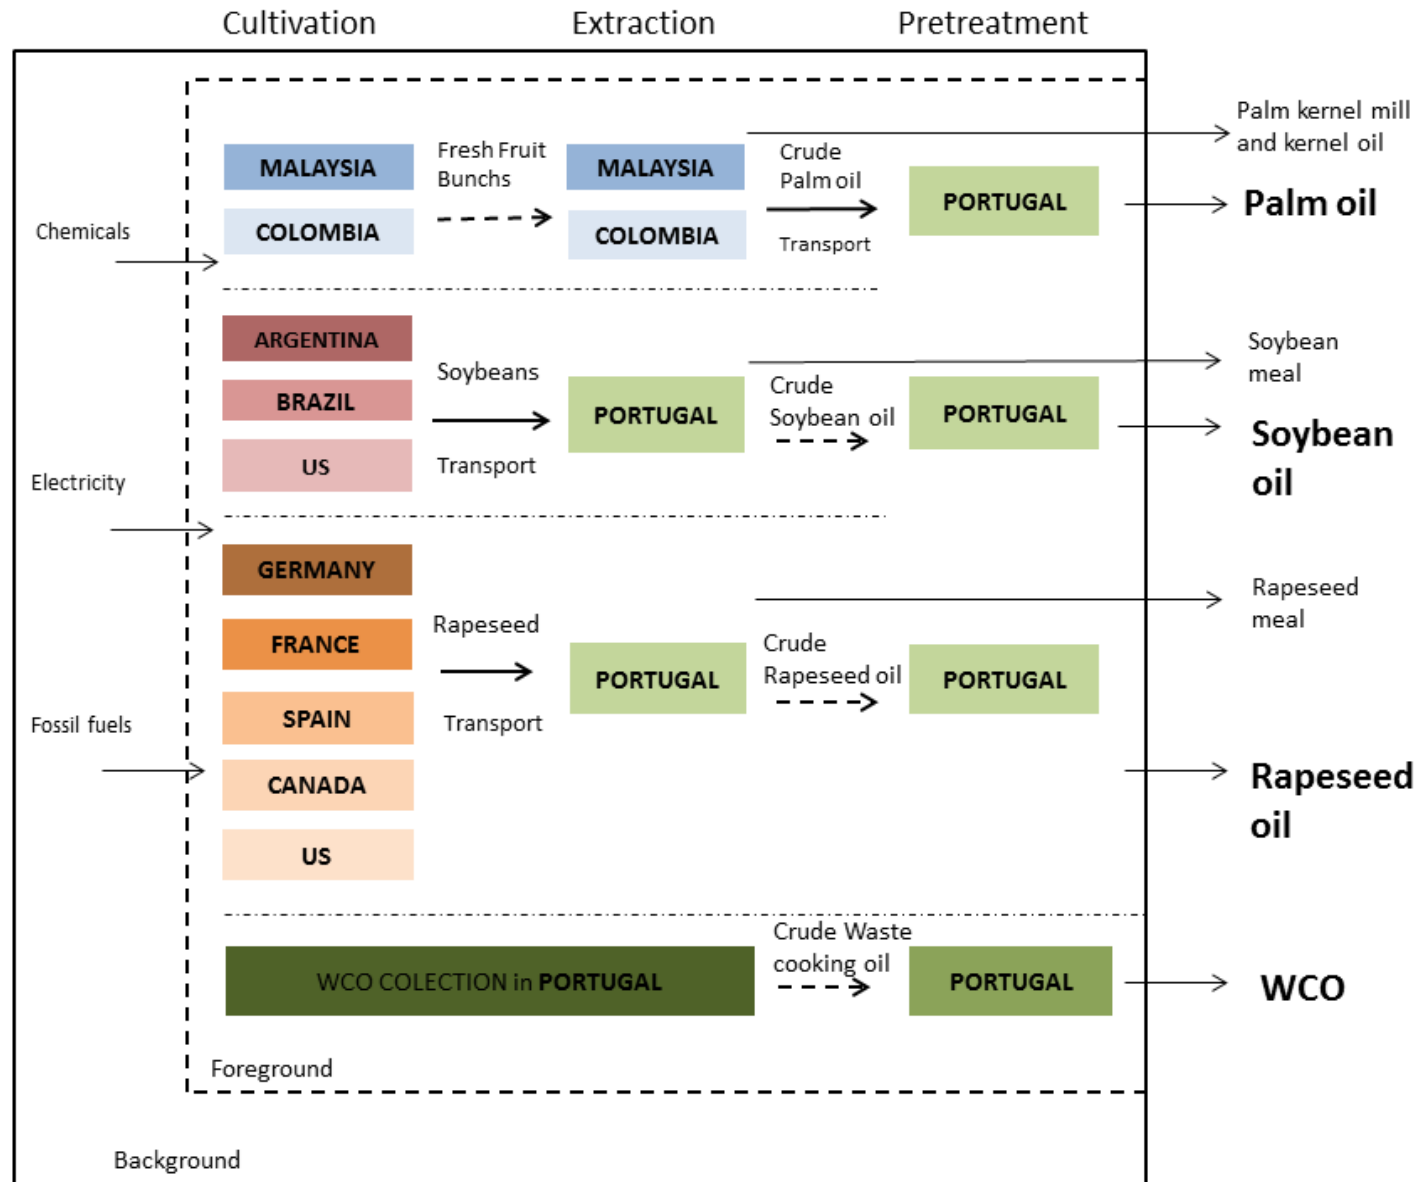 Cultivation
Extraction
Pretreatment
Palm kernel mill
and kernel oil
MALAYSIA
Fresh Fruit
Bunchs
MALAYSIA
Crude
Palm oil
PORTUGAL
Palm oil
COLOMBIA
COLOMBIA
Transport
Chemicals
ARGENTINA
Soybean
meal
BRAZIL
Soybeans
PORTUGAL
Crude
Soybean oil
PORTUGAL
Soybean
oil
US
Transport
Electricity
GERMANY
Rapeseed
meal
FRANCE
Rapeseed
PORTUGAL
Crude
Rapeseed oil
PORTUGAL
SPAIN
Transport
Fossil fuels
CANADA
Rapeseed
oil
US
WCO COLECTION in PORTUGAL
Crude Waste
cooking oil
PORTUGAL
WCO
Foreground
Background